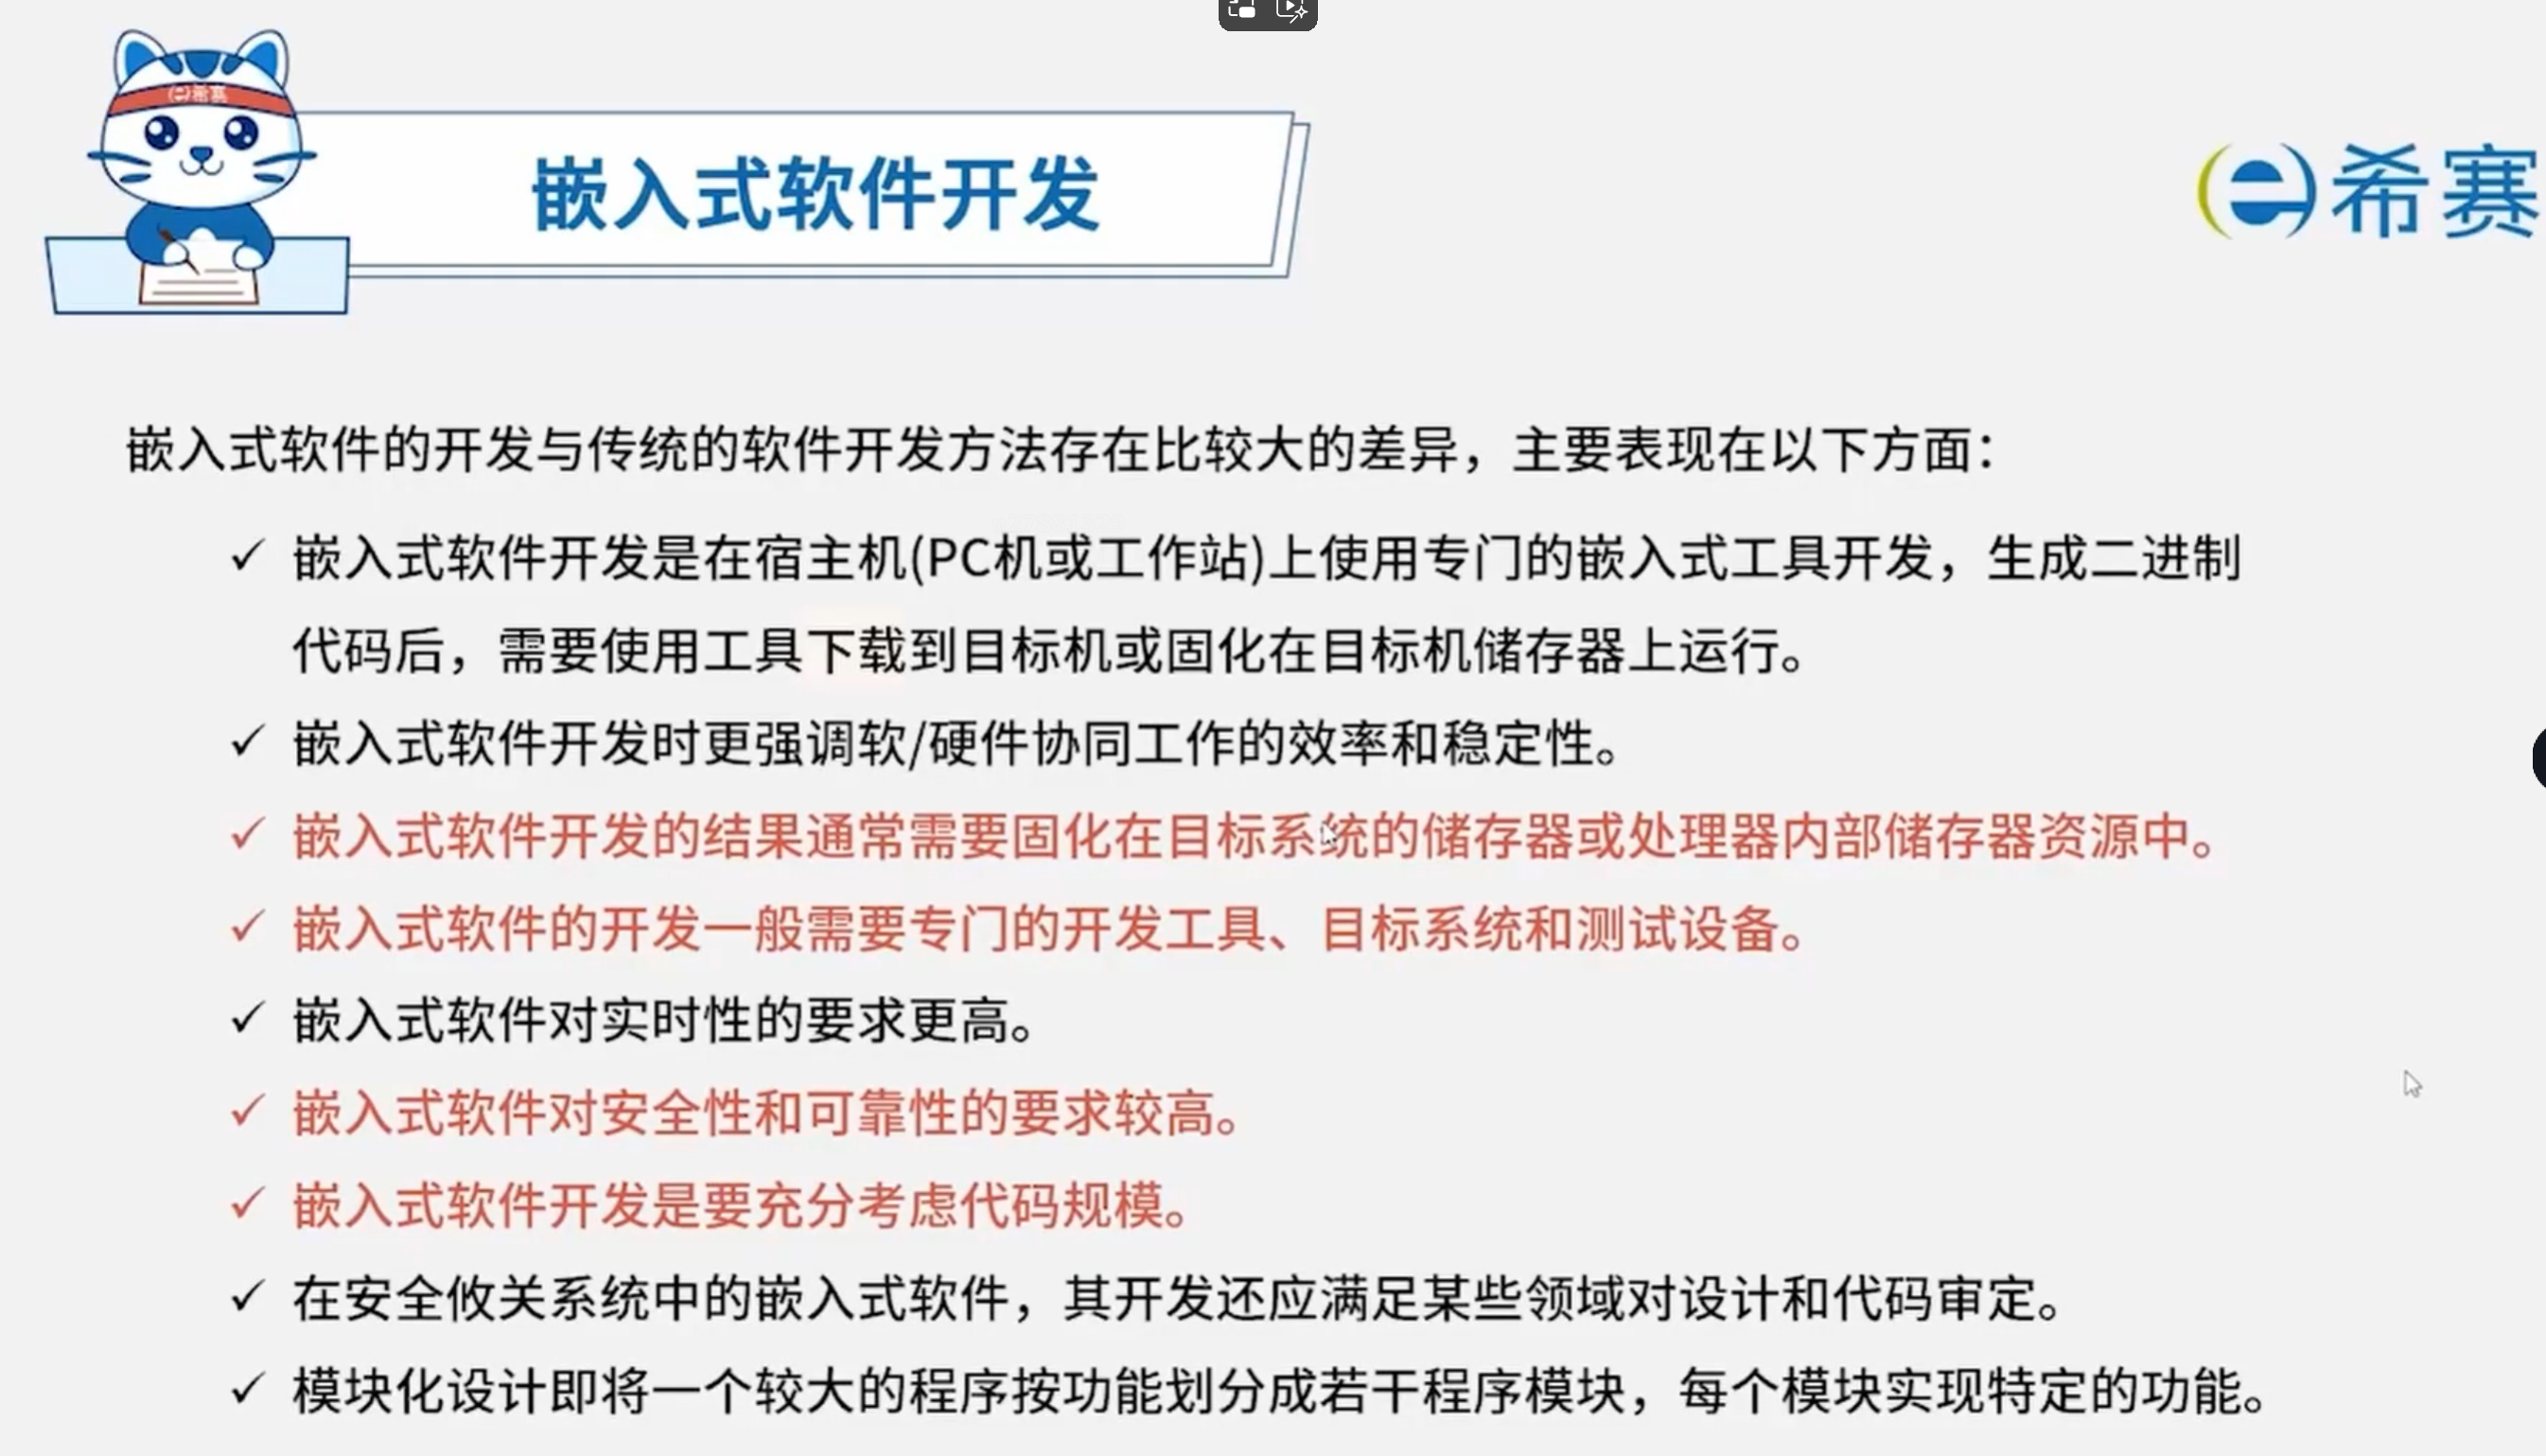 希赛
嵌入式软件开发
希赛
嵌入式软件的开发与传统的软件开发方法存在比较大的差异，主要表现在以下方面：
✓ 嵌入式软件开发是在宿主机(PC机或工作站)上使用专门的嵌入式工具开发，生成二进制
代码后，需要使用工具下载到目标机或固化在目标机储存器上运行。
✓ 嵌入式软件开发时更强调软/硬件协同工作的效率和稳定性。
✓ 嵌入式软件开发的结果通常需要固化在目标系统的储存器或处理器内部储存器资源中。
✓ 嵌入式软件的开发一般需要专门的开发工具、目标系统和测试设备。
✓ 嵌入式软件对实时性的要求更高。
✓ 嵌入式软件对安全性和可靠性的要求较高。
✓ 嵌入式软件开发是要充分考虑代码规模。
✓ 在安全攸关系统中的嵌入式软件，其开发还应满足某些领域对设计和代码审定。
✓ 模块化设计即将一个较大的程序按功能划分成若干程序模块，每个模块实现特定的功能。